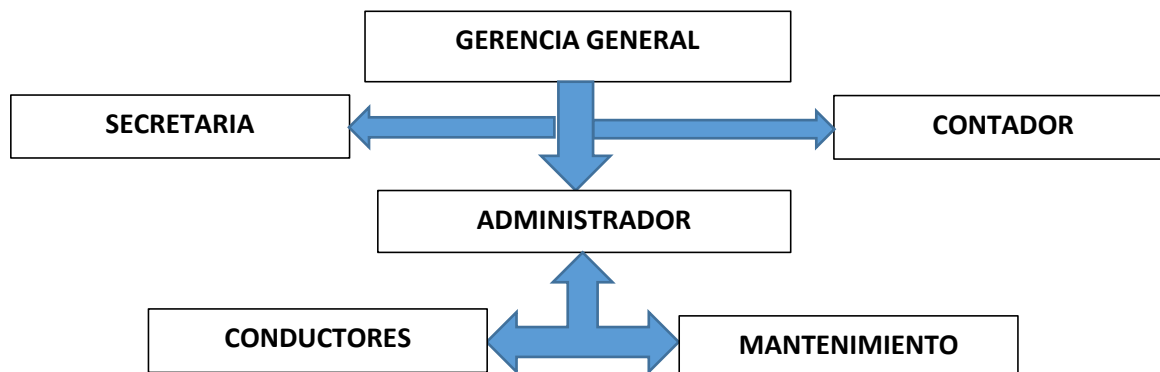 GERENCIA GENERAL
SECRETARIA
CONTADOR
ADMINISTRADOR
CONDUCTORES
MANTENIMIENTO